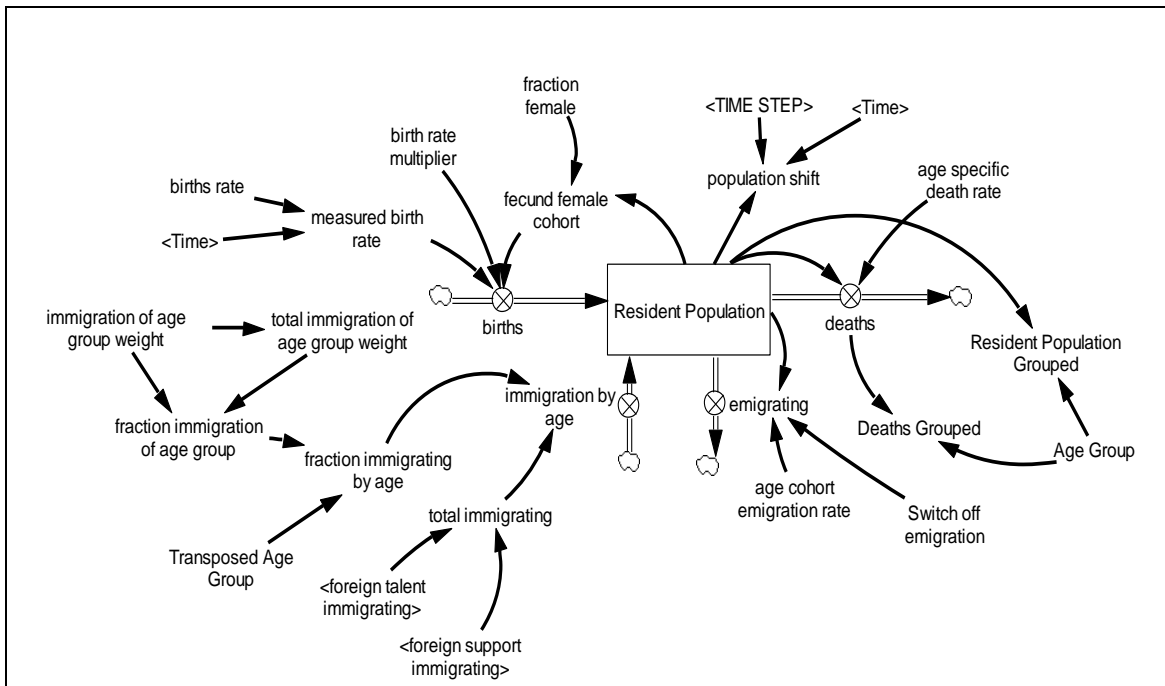 fraction
female
<TIME STEP>
<Time>
birth rate
multiplier
births rate
measured birth
rate
<Time>
fecund female
cohort
population shift
age specific
death rate
Resident Population
births
deaths
immigration of age
group weight
total immigration of
age group weight
Resident Population
Grouped
immigration by
age
emigrating
fraction immigration
of age group
Deaths Grouped
Age Group
fraction immigrating
by age
age cohort
emigration rate
Switch off
emigration
total immigrating
Transposed Age
Group
<foreign talent
immigrating>
<foreign support
immigrating>